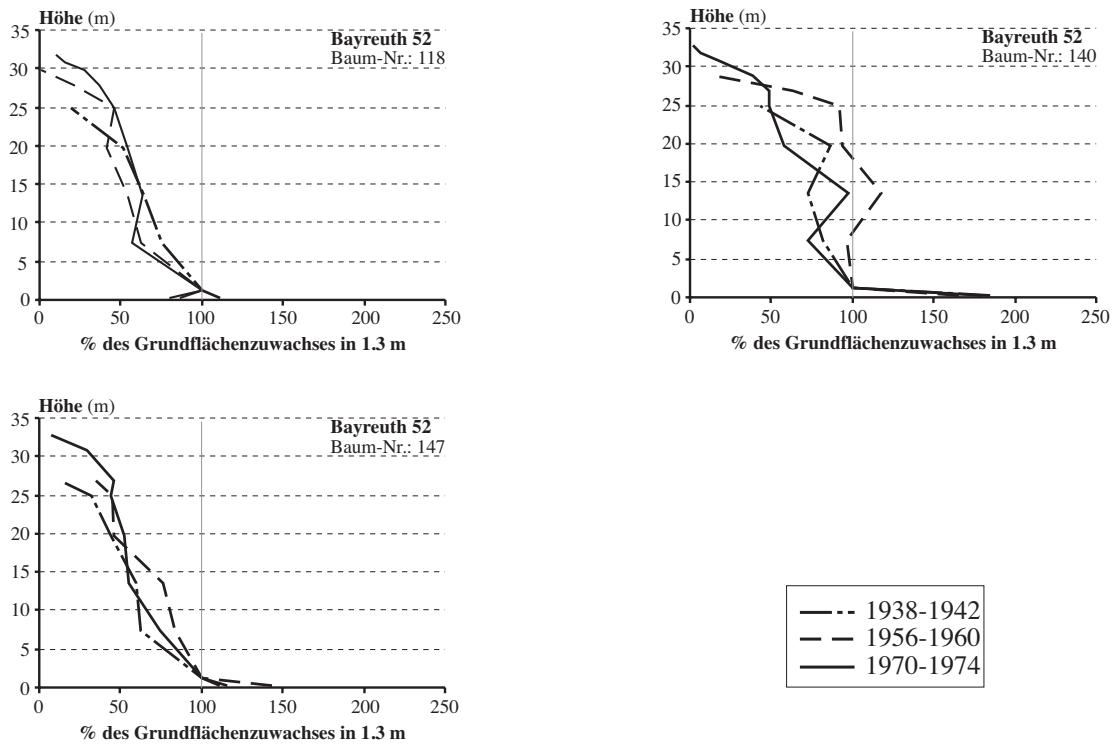 Höhe (m)
35
30
25
20
15
10
5
0
Bayreuth 52
Baum-Nr.: 118
0 50 100 150 200 250
% des Grundflächenzuwachses in 1.3 m
Höhe (m)
35
30
25
20
15
10
5
0
Bayreuth 52
Baum-Nr.: 140
0 50 100 150 200 250
% des Grundflächenzuwachses in 1.3 m
Höhe (m)
35
30
25
20
15
10
5
0
Bayreuth 52
Baum-Nr.: 147
0 50 100 150 200 250
% des Grundflächenzuwachses in 1.3 m
1938-1942
1956-1960
1970-1974